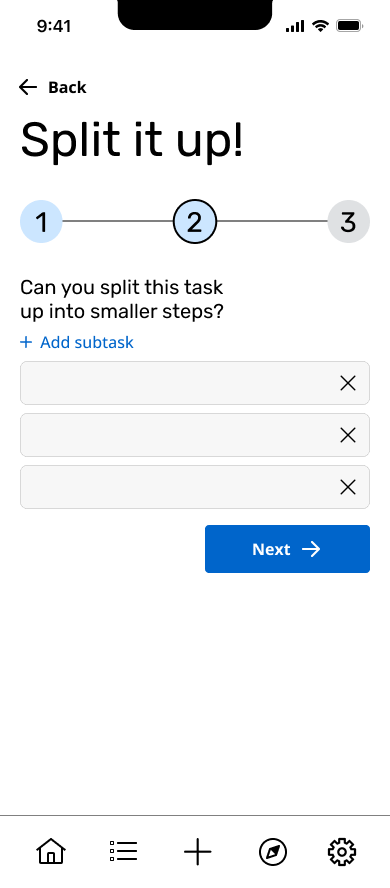 9:41
Back
Split it up!
1 2 3
Can you split this task
up into smaller steps?
+ Add subtask
Next